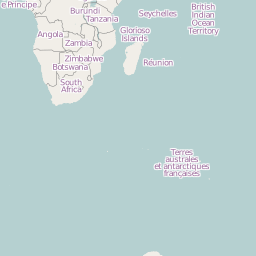 e Principe
Burundi
Tanzania
Seychelles
British
Indian
Ocean
Territory
Angola
Zambia
Glorioso
Islands
Zimbabwe
Botswana
Réunion
South
Africa
Terres
australes
et antarctiques
françaises